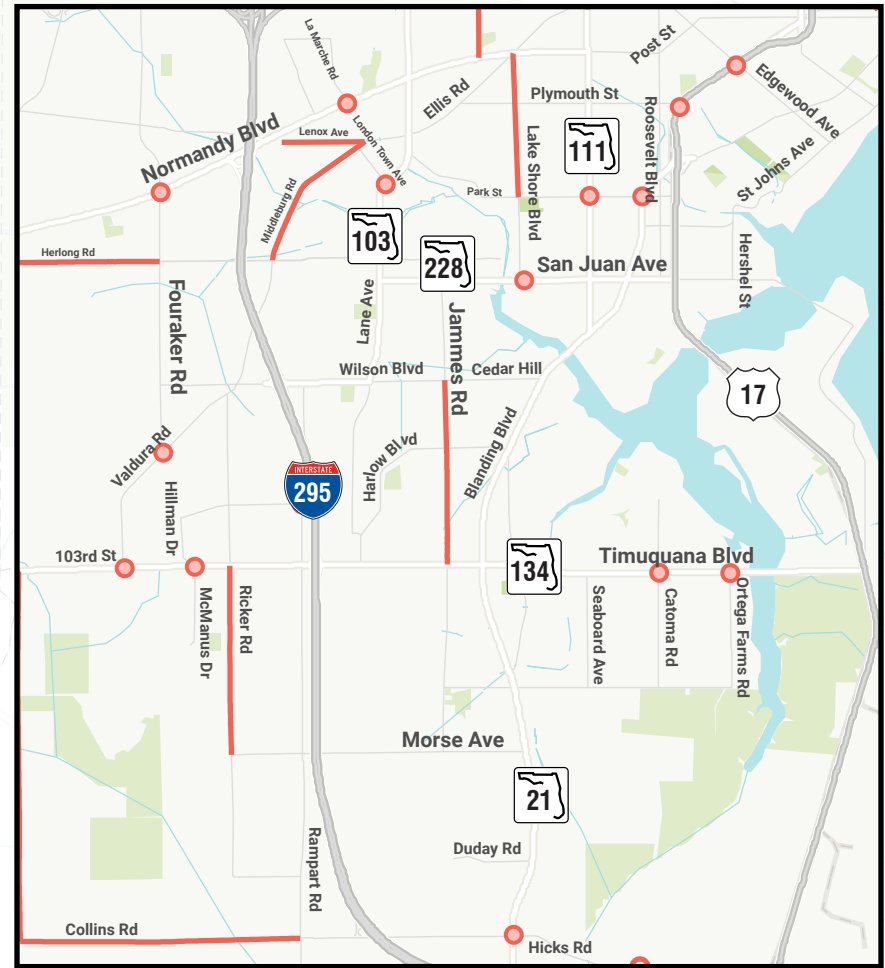 La Marche Rd
Post St
Edgewood Ave
Ellis Rd
Plymouth St
Roosevelt Blvd
London Town Ave
Normandy Blvd
Lenox Ave
111
Lake Shore Blvd
St Johns Ave
Park St
Middleburg Rd
103
228
Herlong Rd
San Juan Ave
Hershel St
Fouraker Rd
Lane Ave
Jammes Rd
Wilson Blvd
Cedar Hill
17
Valdura Rd
Harlow Blvd
Blanding Blvd
INTERSTATE
295
Hillman Dr
103rd St
134
Timuquana Blvd
McManus Dr
Ricker Rd
Seaboard Ave
Catoma Rd
Ortega Farms Rd
Morse Ave
21
Duday Rd
Rampart Rd
Collins Rd
Hicks Rd